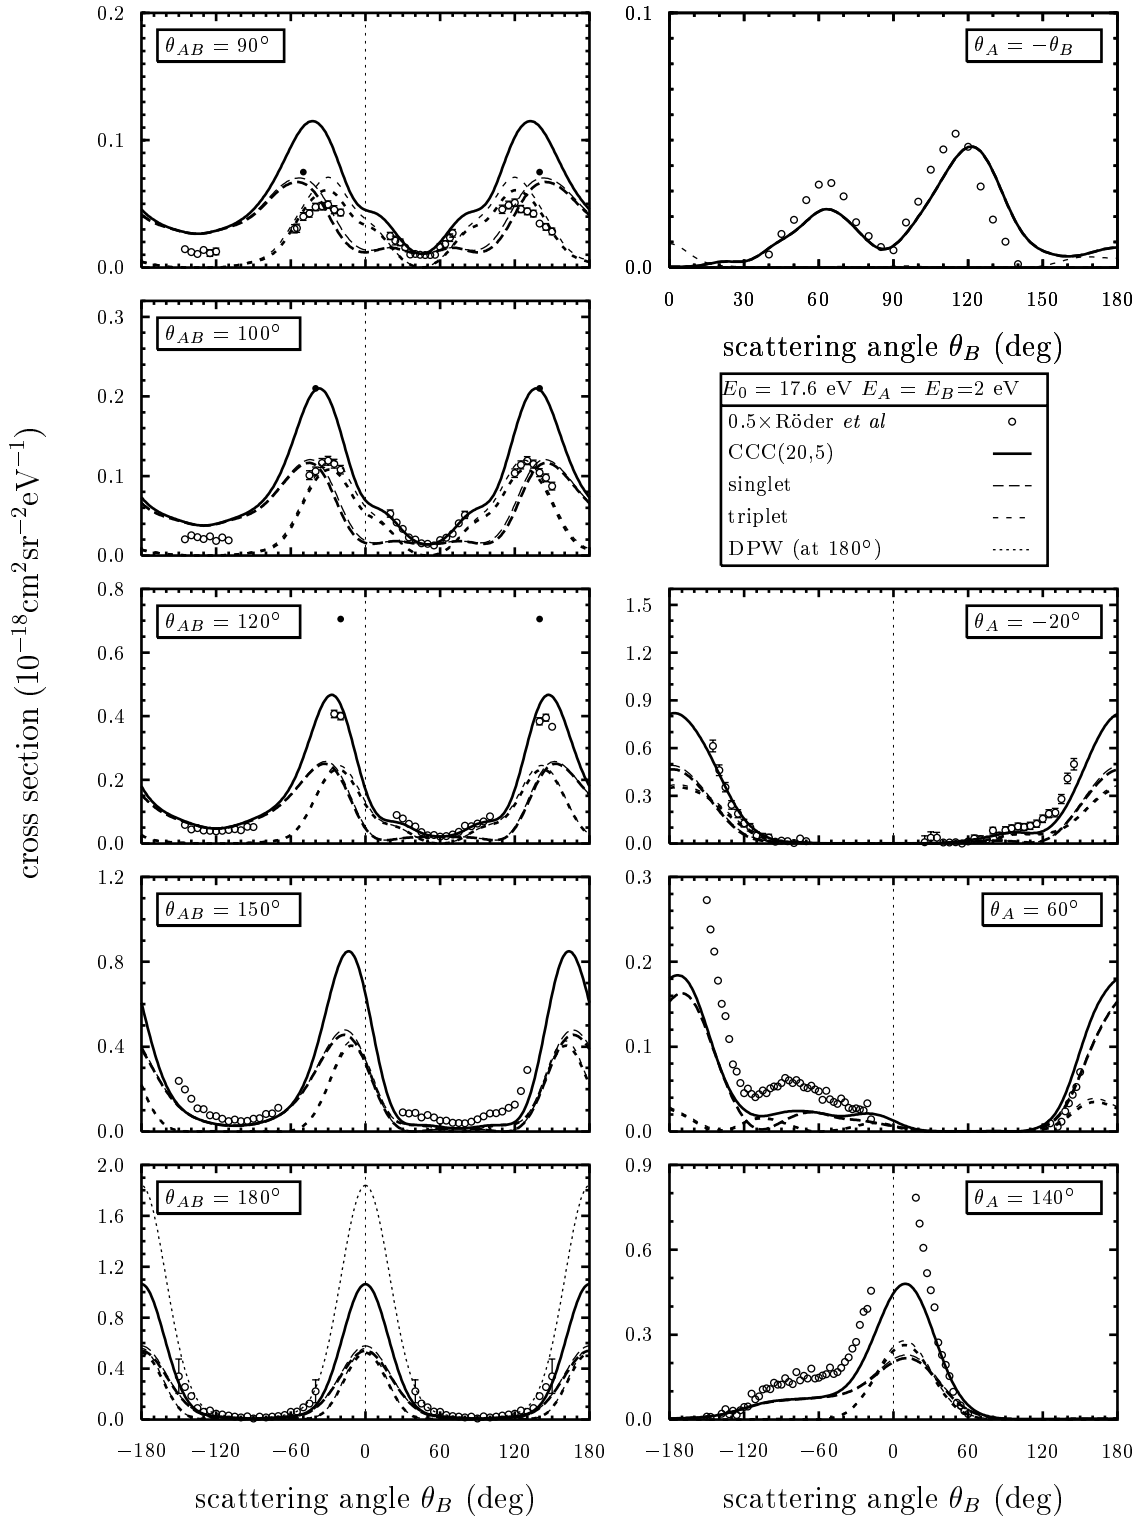 cross section (10⁻¹⁸cm²sr⁻²eV⁻¹)
θ_AB = 90°
0.2
0.1
0.0
θ_AB = 100°
0.3
0.2
0.1
0.0
θ_AB = 120°
0.8
0.6
0.4
0.2
0.0
θ_AB = 150°
1.2
0.8
0.4
0.0
θ_AB = 180°
2.0
1.6
1.2
0.8
0.4
0.0
−180 −120 −60 0 60 120 180
scattering angle θ_B (deg)
θ_A = −θ_B
0.1
0.0
0 30 60 90 120 150 180
scattering angle θ_B (deg)
E₀ = 17.6 eV E_A = E_B=2 eV
0.5×Röder et al
CCC(20,5)
singlet
triplet
DPW (at 180°)
θ_A = −20°
1.5
1.2
0.9
0.6
0.3
0.0
θ_A = 60°
0.3
0.2
0.1
0.0
θ_A = 140°
0.9
0.6
0.3
0.0
−180 −120 −60 0 60 120 180
scattering angle θ_B (deg)